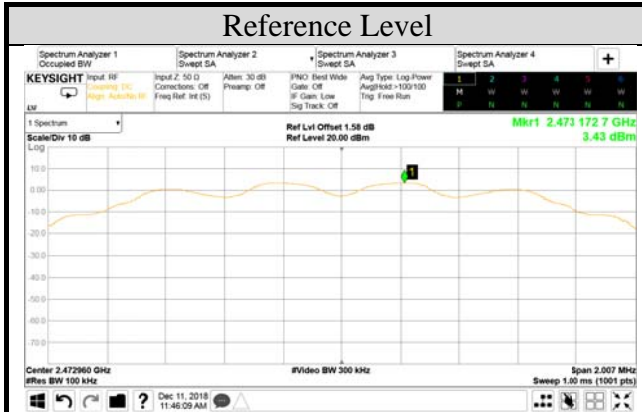 Reference Level
Spectrum Analyzer 1
Occupied BW
Spectrum Analyzer 2
Swept SA
Spectrum Analyzer 3
Swept SA
Spectrum Analyzer 4
Swept SA
+
KEYSIGHT
Input: RF
Coupling: DC
Align: Auto/No RF
Input Z: 50 Ω
Corrections: Off
Freq Ref: Int (S)
Atten: 30 dB
Preamp: Off
PNO: Best Wide
Gate: Off
IF Gain: Low
Sig Track: Off
Avg Type: Log-Power
Avg|Hold:>100/100
Trig: Free Run
1 2 3 4 5 6
M W W W W W
P N N N N N
LXI
1 Spectrum
Scale/Div 10 dB
Ref Lvl Offset 1.58 dB
Ref Level 20.00 dBm
Mkr1 2.473 172 7 GHz
3.43 dBm
Log
10.0
0.00
-10.0
-20.0
-30.0
-40.0
-50.0
-60.0
-70.0
1
Center 2.472960 GHz
#Res BW 100 kHz
#Video BW 300 kHz
Span 2.007 MHz
Sweep 1.00 ms (1001 pts)
?
Dec 11, 2018
11:46:09 AM